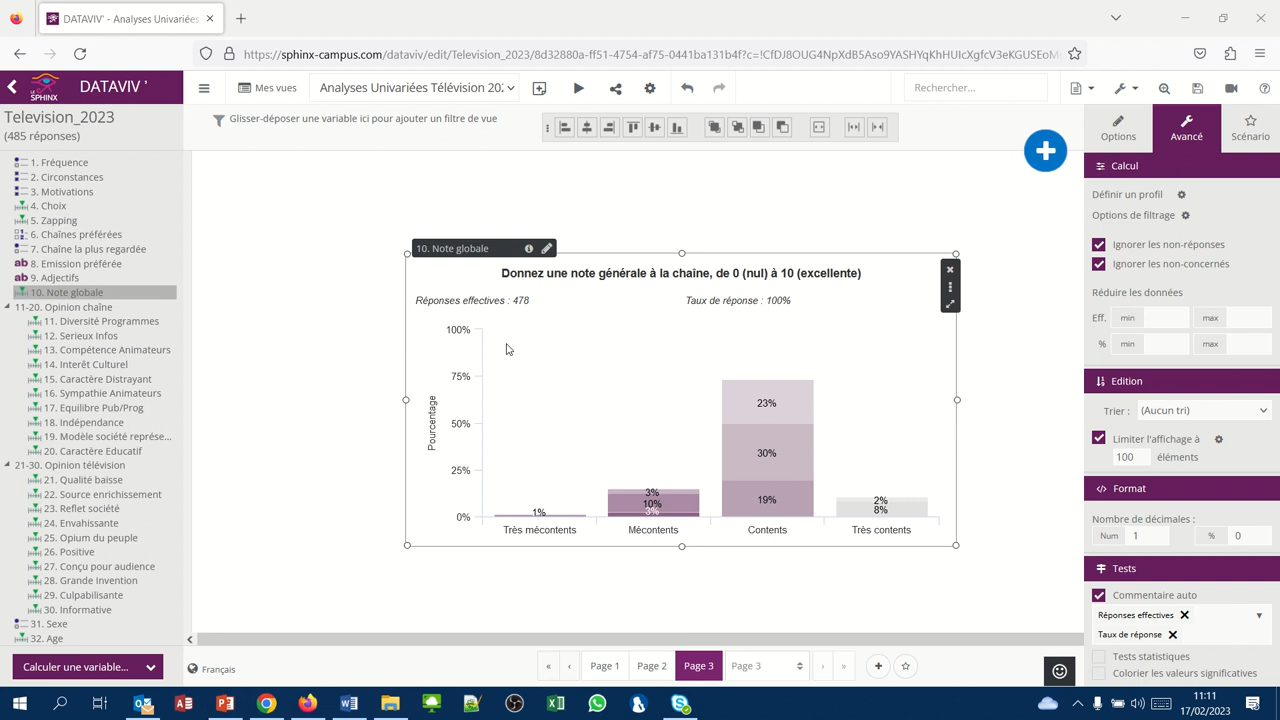 DATAVIV' - Analyses Univariées
https://sphinx-campus.com/dataviv/edit/Television_2023/8d32880a-ff51-4754-af75-0441ba131b4f?c=!CfDJ8OUG4NpXdB5Aso9YASHYqKhHUIcXgfcV3eKGUSEoM
LE SPHINX
DATAVIV '
Mes vues
Analyses Univariées Télévision 202
Rechercher...
Television_2023
(485 réponses)
Glisser-déposer une variable ici pour ajouter un filtre de vue
1. Fréquence
2. Circonstances
3. Motivations
4. Choix
5. Zapping
6. Chaînes préférées
7. Chaîne la plus regardée
8. Emission préférée
9. Adjectifs
10. Note globale
11-20. Opinion chaîne
11. Diversité Programmes
12. Serieux Infos
13. Compétence Animateurs
14. Interêt Culturel
15. Caractère Distrayant
16. Sympathie Animateurs
17. Equilibre Pub/Prog
18. Indépendance
19. Modèle société représe...
20. Caractere Educatif
21-30. Opinion télévision
21. Qualité baisse
22. Source enrichissement
23. Reflet société
24. Envahissante
25. Opium du peuple
26. Positive
27. Conçu pour audience
28. Grande Invention
29. Culpabilisante
30. Informative
31. Sexe
32. Age
Calculer une variable...
10. Note globale
Donnez une note générale à la chaîne, de 0 (nul) à 10 (excellente)
Réponses effectives : 478
Taux de réponse : 100%
Pourcentage
100%
75%
50%
25%
0%
1%
3%
10%
3%
23%
30%
19%
2%
8%
Très mécontents
Mécontents
Contents
Très contents
Options
Avancé
Scénario
Calcul
Définir un profil
Options de filtrage
Ignorer les non-réponses
Ignorer les non-concernés
Réduire les données
Eff. min max
% min max
Edition
Trier : (Aucun tri)
Limiter l'affichage à
100 éléments
Format
Nombre de décimales :
Num 1 % 0
Tests
Commentaire auto
Réponses effectives
Taux de réponse
Tests statistiques
Colorier les valeurs significatives
Français
Page 1
Page 2
Page 3
Page 3
11:11
17/02/2023